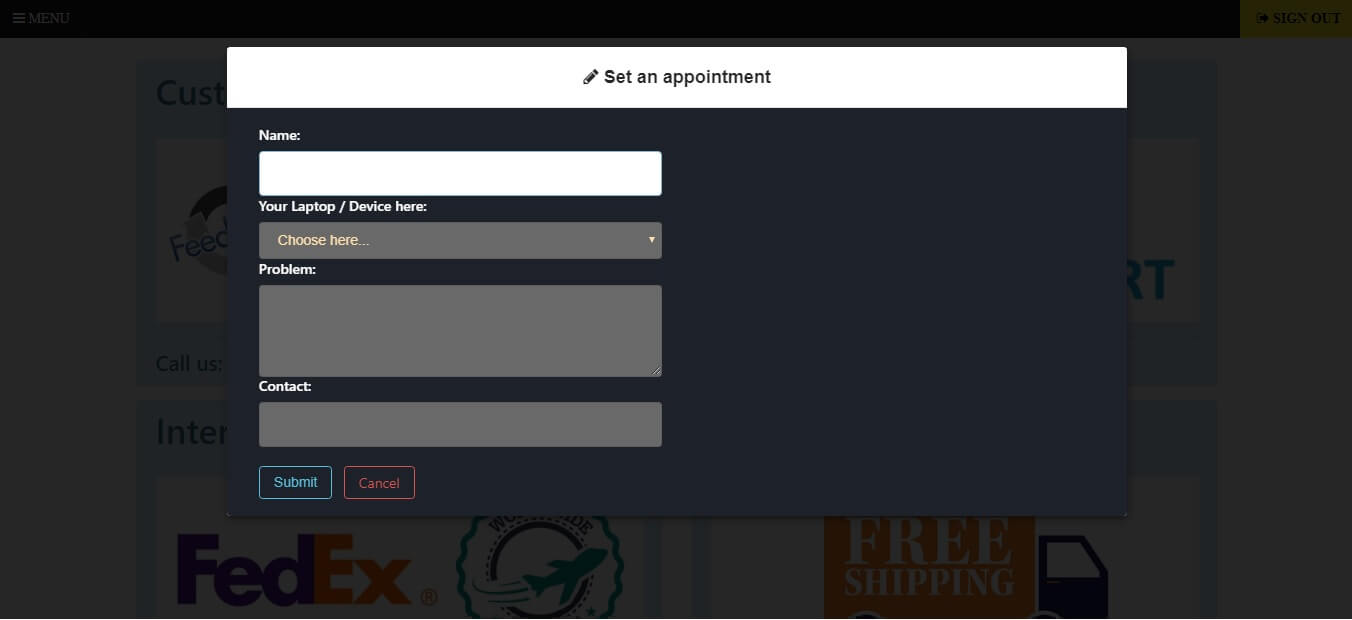 MENU
SIGN OUT
Set an appointment
Cust
Name:
Your Laptop / Device here:
Choose here...
Feed
Problem:
RT
Call us:
Contact:
Inter
Submit
Cancel
FedEx®
FREE
SHIPPING